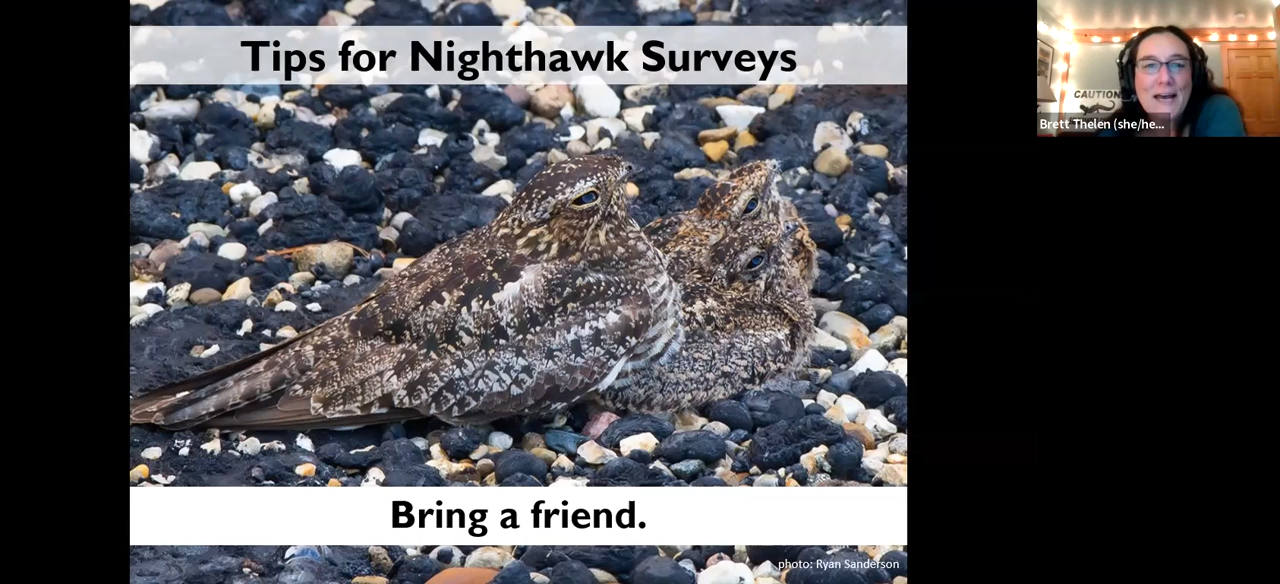 Tips for Nighthawk Surveys
CAUTION
Brett Thelen (she/he...
Bring a friend.
photo: Ryan Sanderson